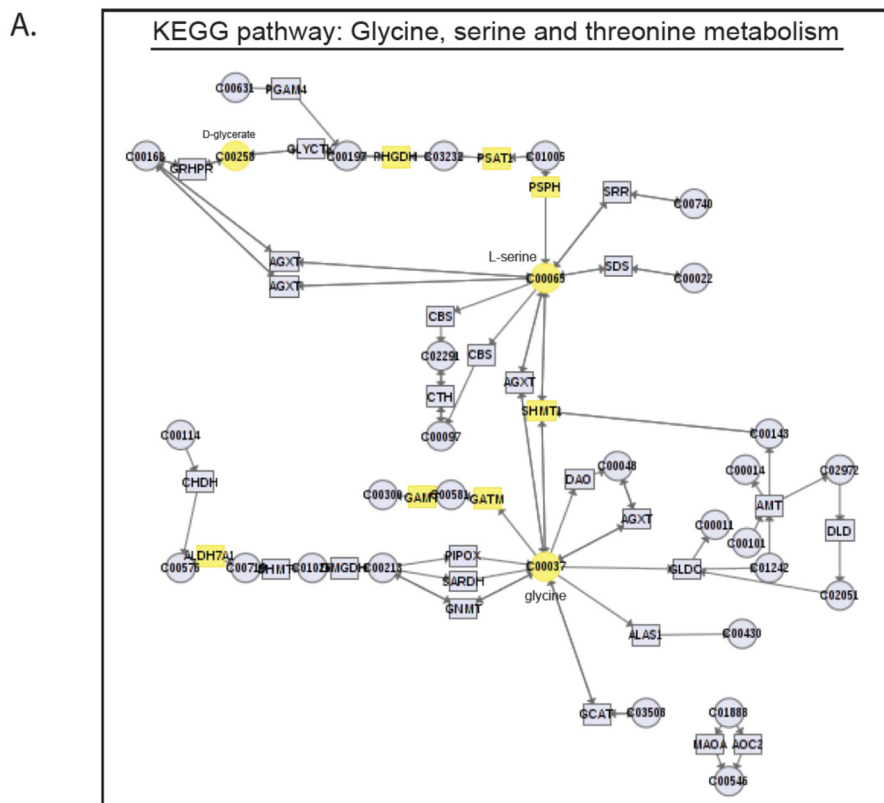 A.
KEGG pathway: Glycine, serine and threonine metabolism
C00631 PGAM4
D-glycerate
C00168 GRHPR C00258 GLYCTK C00197 PHGDH C03232 PSAT1 C01005
PSPH
SRR C00740
L-serine
AGXT
C00065 SDS C00022
AGXT
CBS
C02291 CBS
AGXT
CTH
SHMT1
C00097
C00114
C00143
C00048
C00014 C02972
CHDH
DAO
C00300 GAMT C00581 GATM
AMT
AGXT
C00011
DLD
C00101
ALDH7A1
PIPOX
C00576 C00719 C00213 C00037 GLDC C01242
SARDH
glycine
C02051
GNMT
ALAS1 C00430
GCAT C03508 C01888
MAOA AOC2
C00546